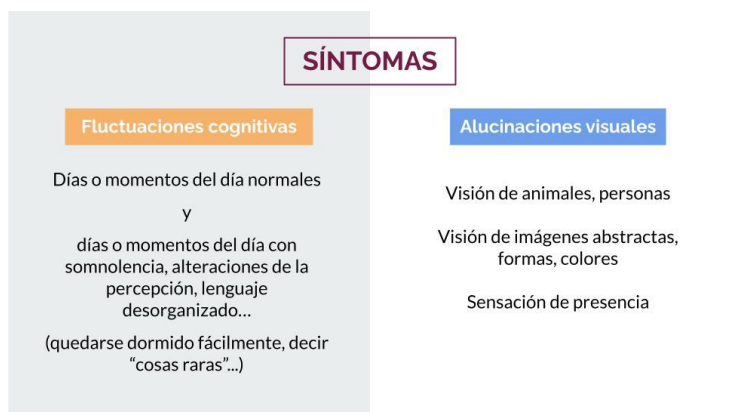 SÍNTOMAS
Fluctuaciones cognitivas
Días o momentos del día normales
y
días o momentos del día con
somnolencia, alteraciones de la
percepción, lenguaje
desorganizado...
(quedarse dormido fácilmente, decir
“cosas raras”...)
Alucinaciones visuales
Visión de animales, personas
Visión de imágenes abstractas,
formas, colores
Sensación de presencia